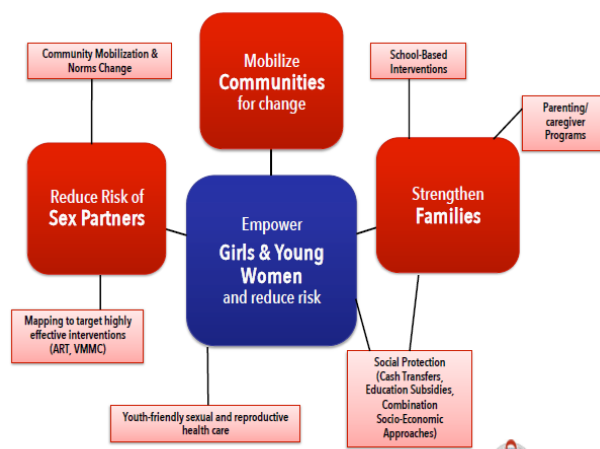 Community Mobilization &
Norms Change
Mobilize
Communities
for change
School-Based
Interventions
Parenting/
caregiver
Programs
Reduce Risk of
Sex Partners
Empower
Girls & Young
Women
and reduce risk
Strengthen
Families
Mapping to target highly
effective interventions
(ART, VMMC)
Youth-friendly sexual and reproductive
health care
Social Protection
(Cash Transfers,
Education Subsidies,
Combination
Socio-Economic
Approaches)